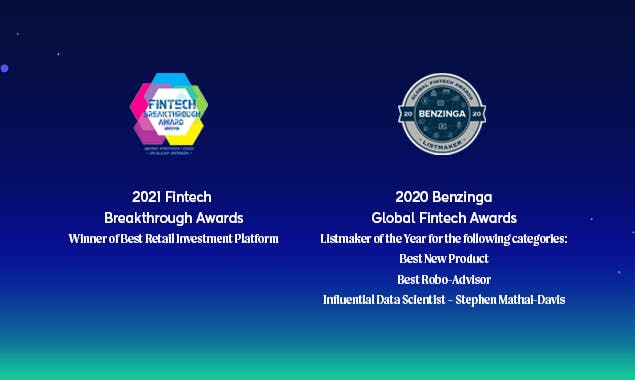 FINTECH
BREAKTHROUGH
AWARD
GLOBAL FINTECH AWARDS
20 BENZINGA 20
LISTMAKER
2021 Fintech
Breakthrough Awards
Winner of Best Retail Investment Platform
2020 Benzinga
Global Fintech Awards
Listmaker of the Year for the following categories:
Best New Product
Best Robo-Advisor
Influential Data Scientist – Stephen Mathai-Davis